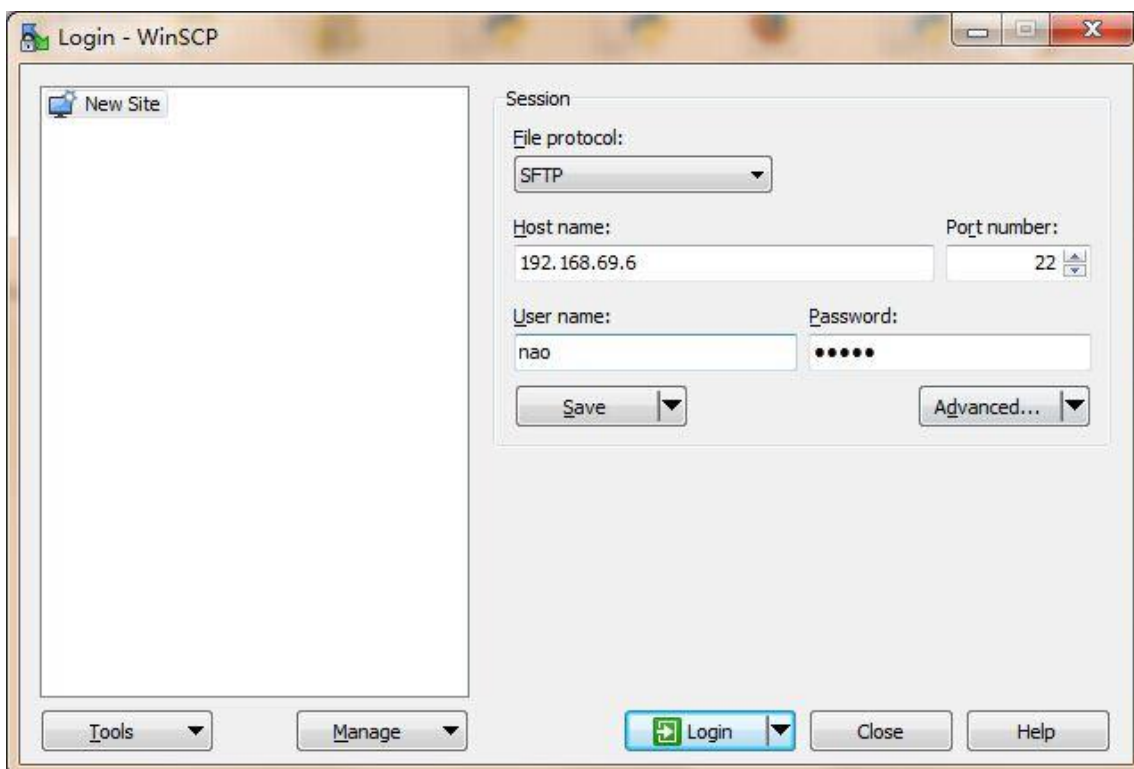 Login - WinSCP
New Site
Session
File protocol:
SFTP
Host name:
Port number:
192.168.69.6
22
User name:
Password:
nao
•••••
Save
Advanced...
Tools
Manage
Login
Close
Help